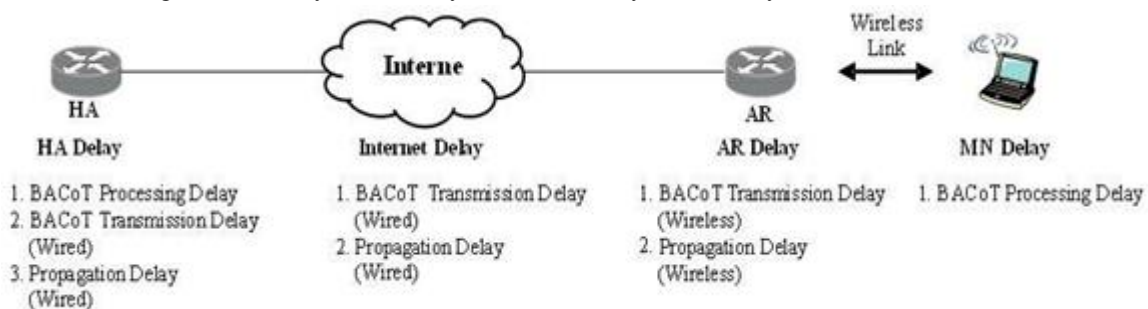 Wireless
Link
Interne
HA
AR
HA Delay
Internet Delay
AR Delay
MN Delay
1. BACoT Processing Delay
2. BACoT Transmission Delay
(Wired)
3. Propagation Delay
(Wired)
1. BACoT Transmission Delay
(Wired)
2. Propagation Delay
(Wired)
1. BACoT Transmission Delay
(Wireless)
2. Propagation Delay
(Wireless)
1. BACoT Processing Delay